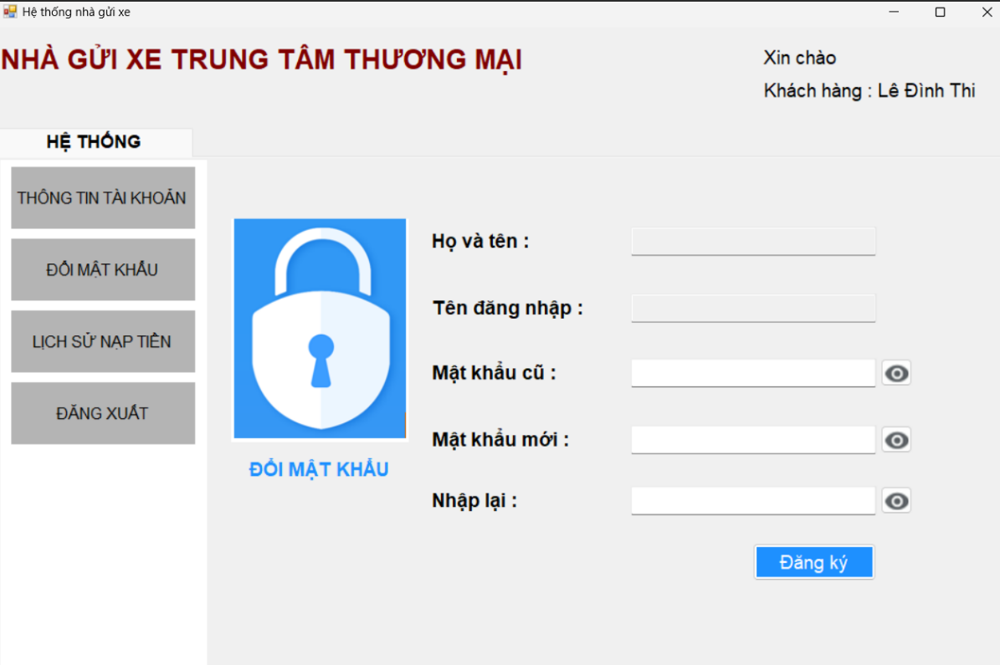 Hệ thống nhà gửi xe
NHÀ GỬI XE TRUNG TÂM THƯƠNG MẠI
Xin chào
Khách hàng : Lê Đình Thi
HỆ THỐNG
THÔNG TIN TÀI KHOẢN
ĐỔI MẬT KHẨU
LỊCH SỬ NẠP TIỀN
ĐĂNG XUẤT
ĐỔI MẬT KHẨU
Họ và tên :
Tên đăng nhập :
Mật khẩu cũ :
Mật khẩu mới :
Nhập lại :
Đăng ký